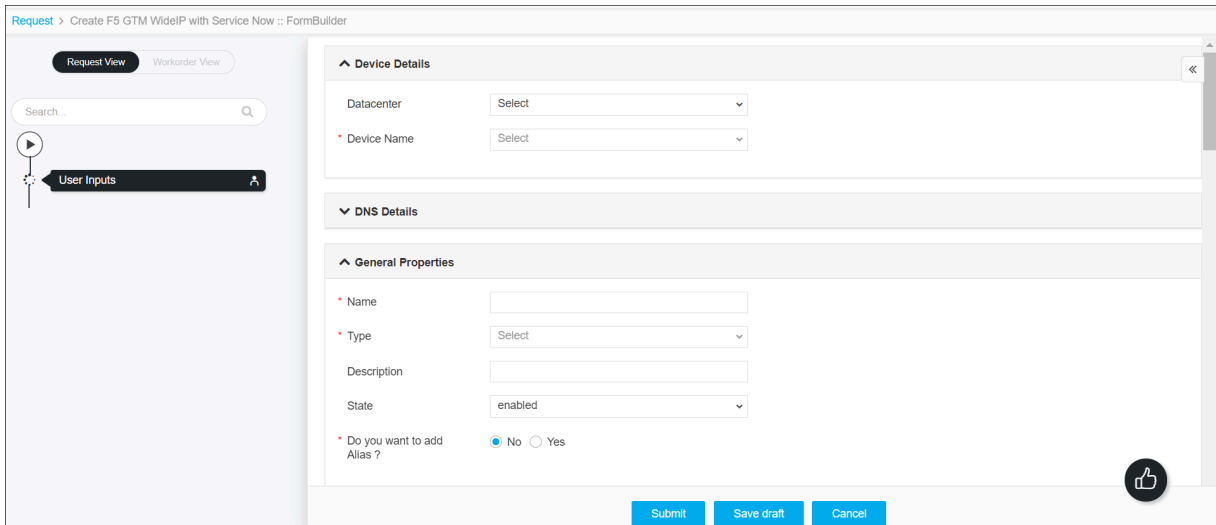 Request > Create F5 GTM WideIP with Service Now :: FormBuilder
Request View
Workorder View
Search...
User Inputs
Device Details
Datacenter
Select
* Device Name
Select
DNS Details
General Properties
* Name
* Type
Select
Description
State
enabled
* Do you want to add
Alias ?
No
Yes
Submit
Save draft
Cancel